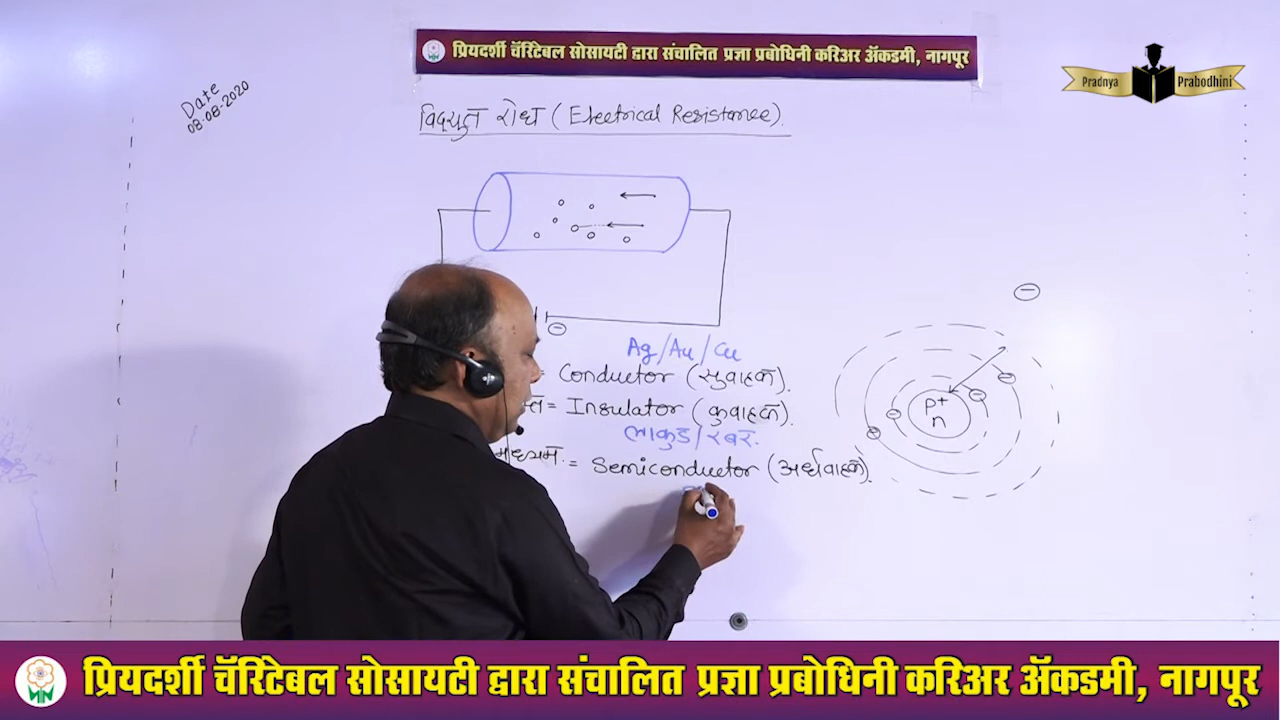 प्रियदर्शी चॅरिटेबल सोसायटी द्वारा संचालित प्रज्ञा प्रबोधिनी करिअर ॲकडमी, नागपूर
Pradnya Prabodhini
Date
08-08-2020
विद्युत रोध (Electrical Resistance).
Ag/Au/Cu
Conductor (सुवाहक).
= Insulator (कुवाहक).
लाकुड/रबर.
माध्यम = Semiconductor (अर्धवाहक).
P+
n
प्रियदर्शी चॅरिटेबल सोसायटी द्वारा संचालित प्रज्ञा प्रबोधिनी करिअर ॲकडमी, नागपूर